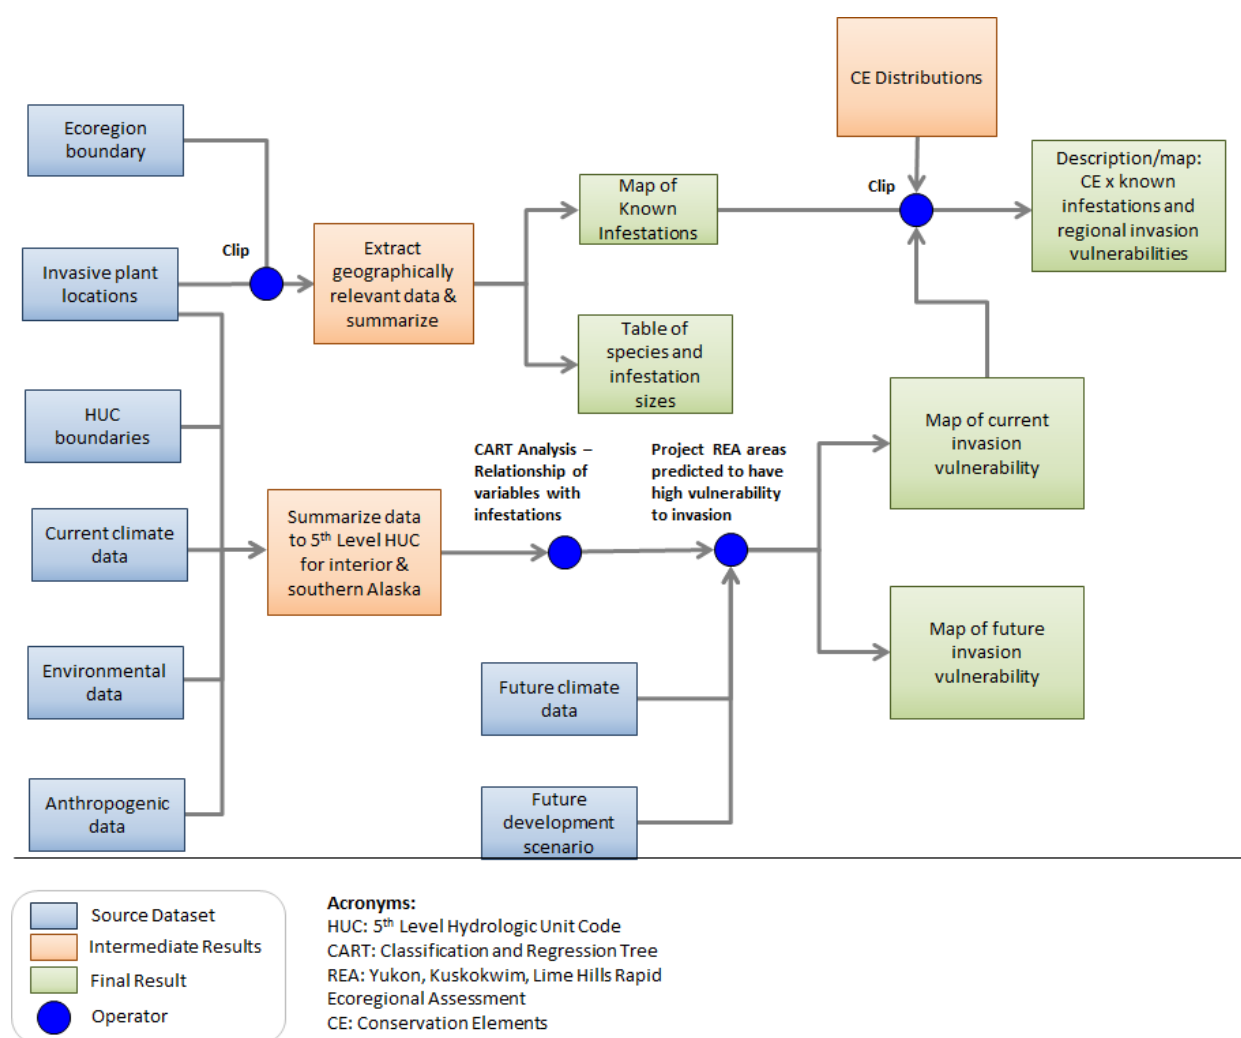 CE Distributions
Ecoregion
boundary
Description/map:
CE x known
infestations and
regional invasion
vulnerabilities
Map of
Known
Infestations
Clip
Clip
Extract
geographically
relevant data &
summarize
Invasive plant
locations
Table of
species and
infestation
sizes
HUC
boundaries
Map of current
invasion
vulnerability
CART Analysis –
Relationship of
variables with
infestations
Project REA areas
predicted to have
high vulnerability
to invasion
Summarize data
to 5th Level HUC
for interior &
southern Alaska
Current climate
data
Map of future
invasion
vulnerability
Environmental
data
Future climate
data
Anthropogenic
data
Future
development
scenario
Source Dataset
Intermediate Results
Final Result
Operator
Acronyms:
HUC: 5th Level Hydrologic Unit Code
CART: Classification and Regression Tree
REA: Yukon, Kuskokwim, Lime Hills Rapid
Ecoregional Assessment
CE: Conservation Elements